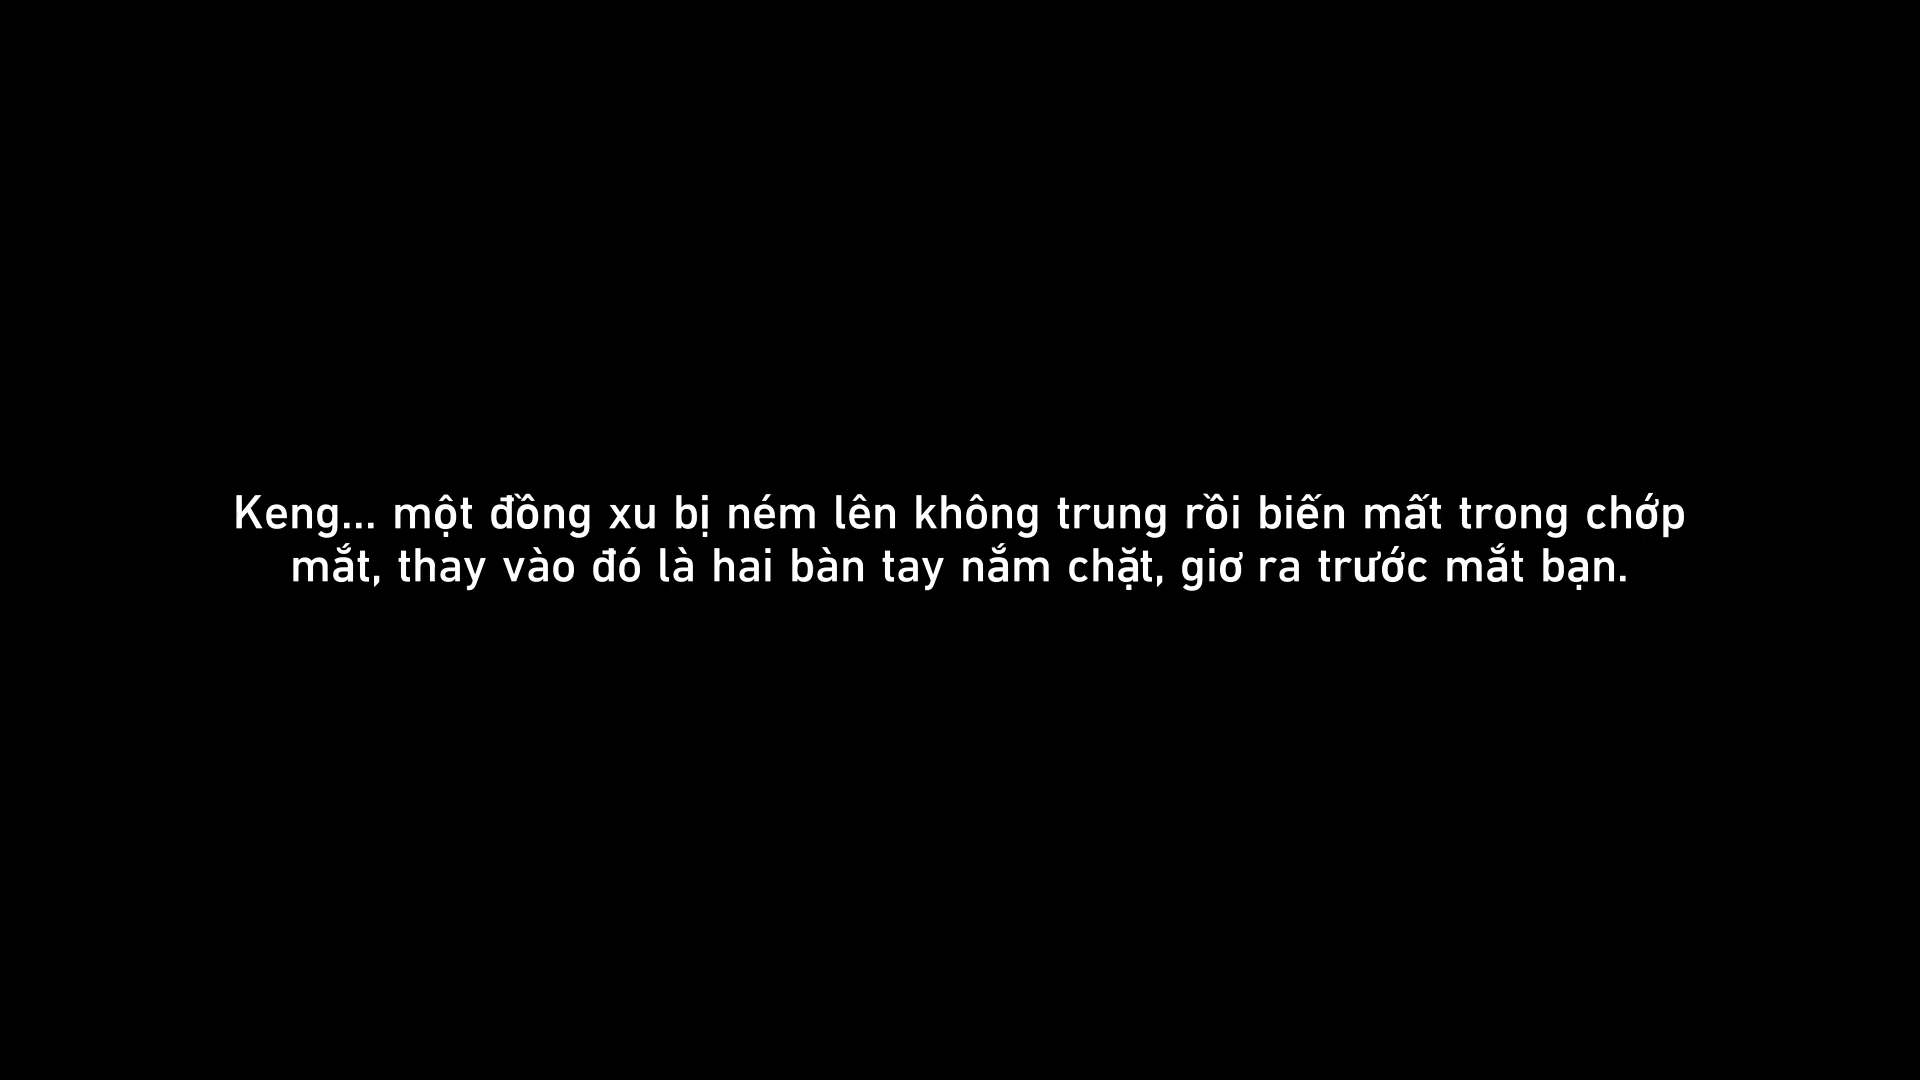 Keng... một đồng xu bị ném lên không trung rồi biến mất trong chớp
mắt, thay vào đó là hai bàn tay nắm chặt, giơ ra trước mắt bạn.